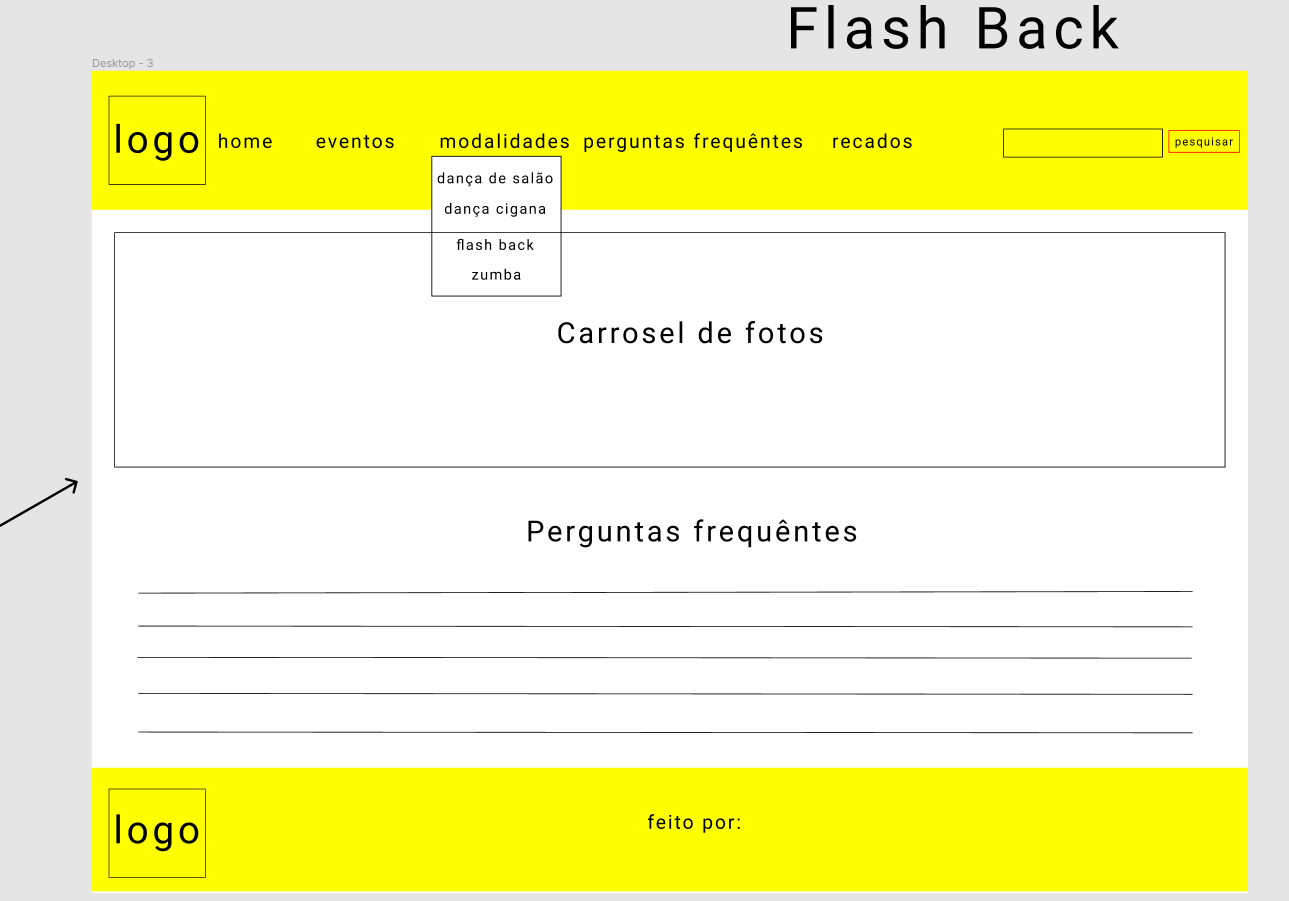 Flash Back
Desktop - 3
logo home eventos modalidades perguntas frequêntes recados pesquisar
dança de salão
dança cigana
flash back
zumba
Carrosel de fotos
Perguntas frequêntes
logo
feito por: